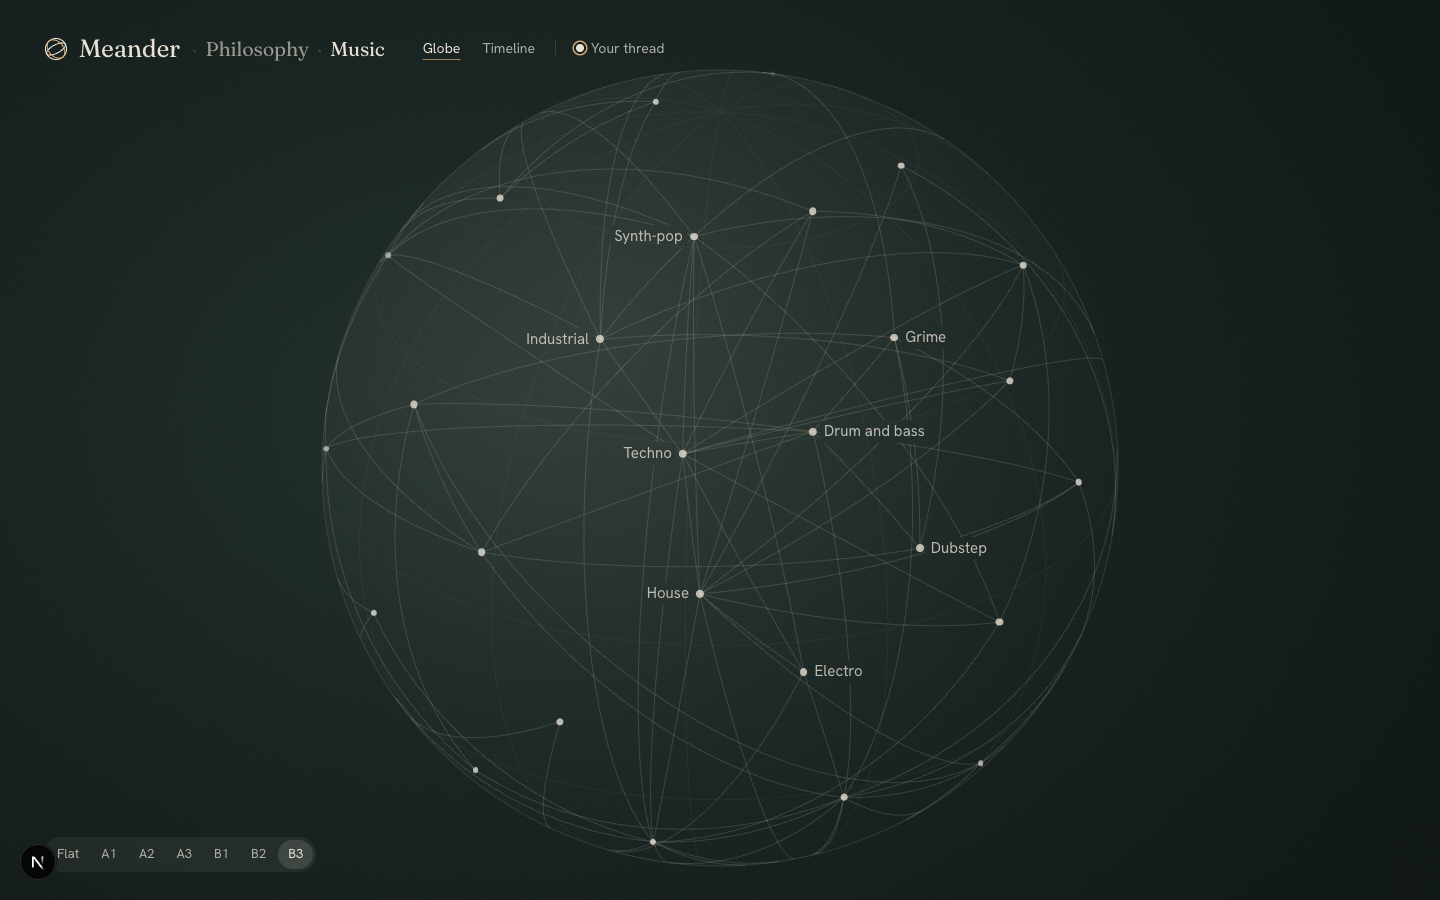 Meander · Philosophy · Music Globe Timeline Your thread
Synth-pop
Industrial
Grime
Drum and bass
Techno
Dubstep
House
Electro
Flat A1 A2 A3 B1 B2 B3
N